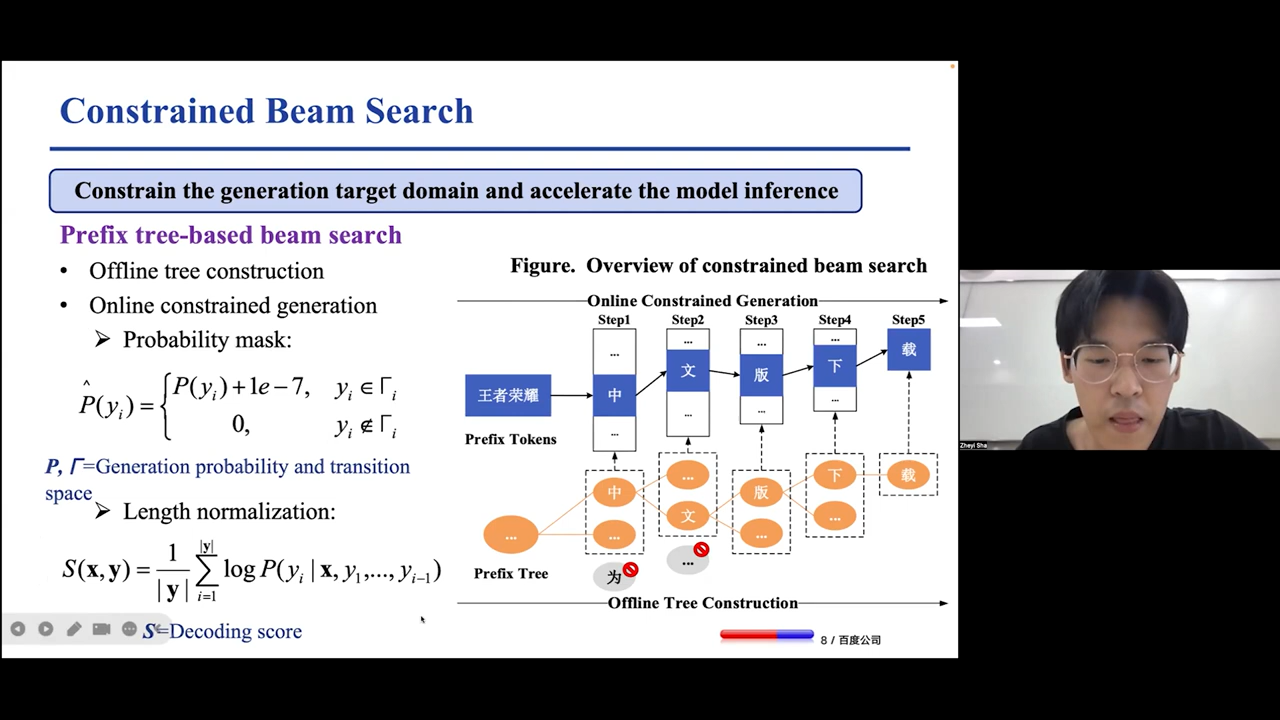 Constrained Beam Search
Constrain the generation target domain and accelerate the model inference
Prefix tree-based beam search
• Offline tree construction
• Online constrained generation
➢ Probability mask:
P̂(yᵢ) = { P(yᵢ) + 1e − 7, yᵢ ∈ Γᵢ
0, yᵢ ∉ Γᵢ
P, Γ=Generation probability and transition
space
➢ Length normalization:
S(x, y) = 1/|y| ∑_{i=1}^{|y|} log P(yᵢ | x, y₁,..., yᵢ₋₁)
S=Decoding score
Figure. Overview of constrained beam search
Online Constrained Generation
Step1 Step2 Step3 Step4 Step5
... ... ... ...
王者荣耀 中 文 版 下 载
... ... ... ...
Prefix Tokens
中 ... 版 下 载
... ... 文 ... ...
为 ...
Prefix Tree
Offline Tree Construction
8 / 百度公司
Zheyi Sha